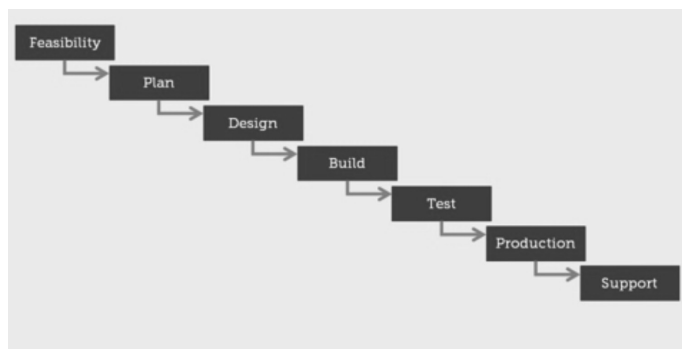 Feasibility
Plan
Design
Build
Test
Production
Support